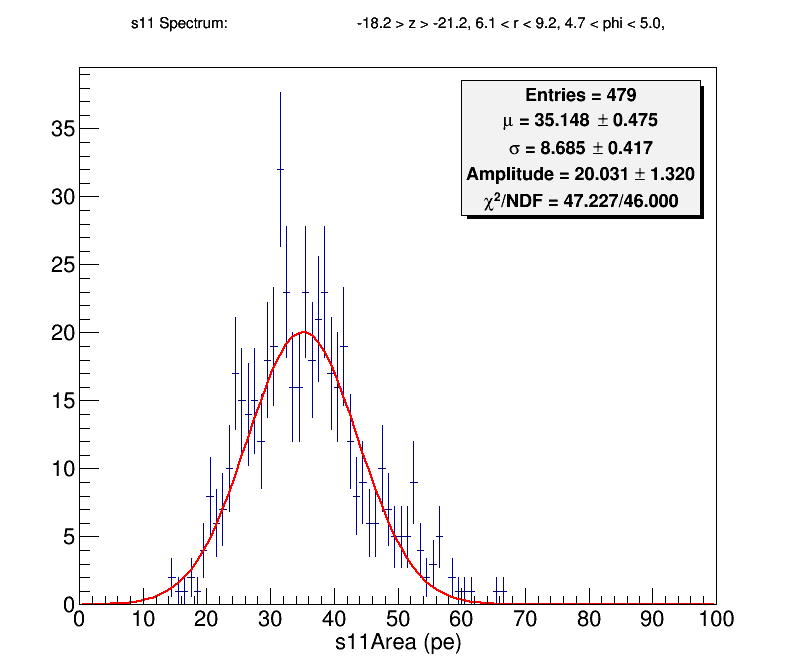 s11 Spectrum: -18.2 > z > -21.2, 6.1 < r < 9.2, 4.7 < phi < 5.0,
Entries = 479
μ = 35.148 ± 0.475
σ = 8.685 ± 0.417
Amplitude = 20.031 ± 1.320
χ²/NDF = 47.227/46.000
35
30
25
20
15
10
5
0
0 10 20 30 40 50 60 70 80 90 100
s11Area (pe)